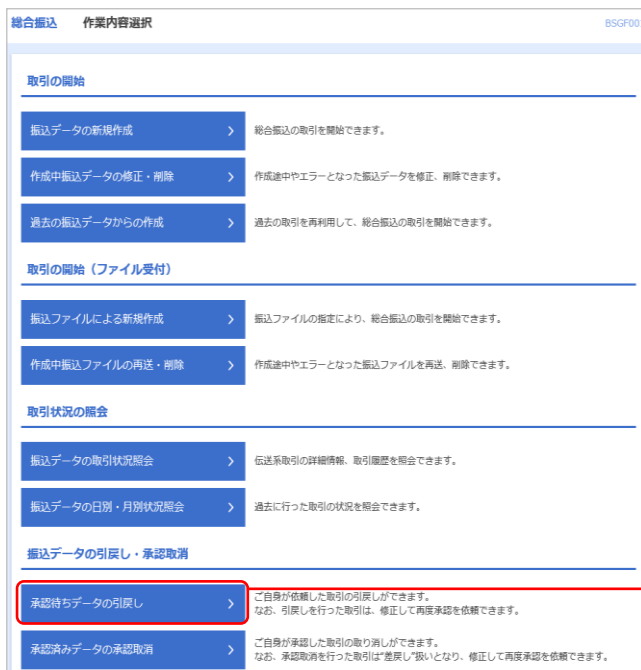 総合振込 作業内容選択 BSGF00
取引の開始
振込データの新規作成 総合振込の取引を開始できます。
作成中振込データの修正・削除 作成途中やエラーとなった振込データを修正、削除できます。
過去の振込データからの作成 過去の取引を再利用して、総合振込の取引を開始できます。
取引の開始（ファイル受付）
振込ファイルによる新規作成 振込ファイルの指定により、総合振込の取引を開始できます。
作成中振込ファイルの再送・削除 作成途中やエラーとなった振込ファイルを再送、削除できます。
取引状況の照会
振込データの取引状況照会 伝送系取引の詳細情報、取引履歴を照会できます。
振込データの日別・月別状況照会 過去に行った取引の状況を照会できます。
振込データの引戻し・承認取消
承認待ちデータの引戻し ご自身が依頼した取引の引戻しができます。
なお、引戻しを行った取引は、修正して再度承認を依頼できます。
承認済みデータの承認取消 ご自身が承認した取引の取り消しができます。
なお、承認取消を行った取引は“差戻し”扱いとなり、修正して再度承認を依頼できます。